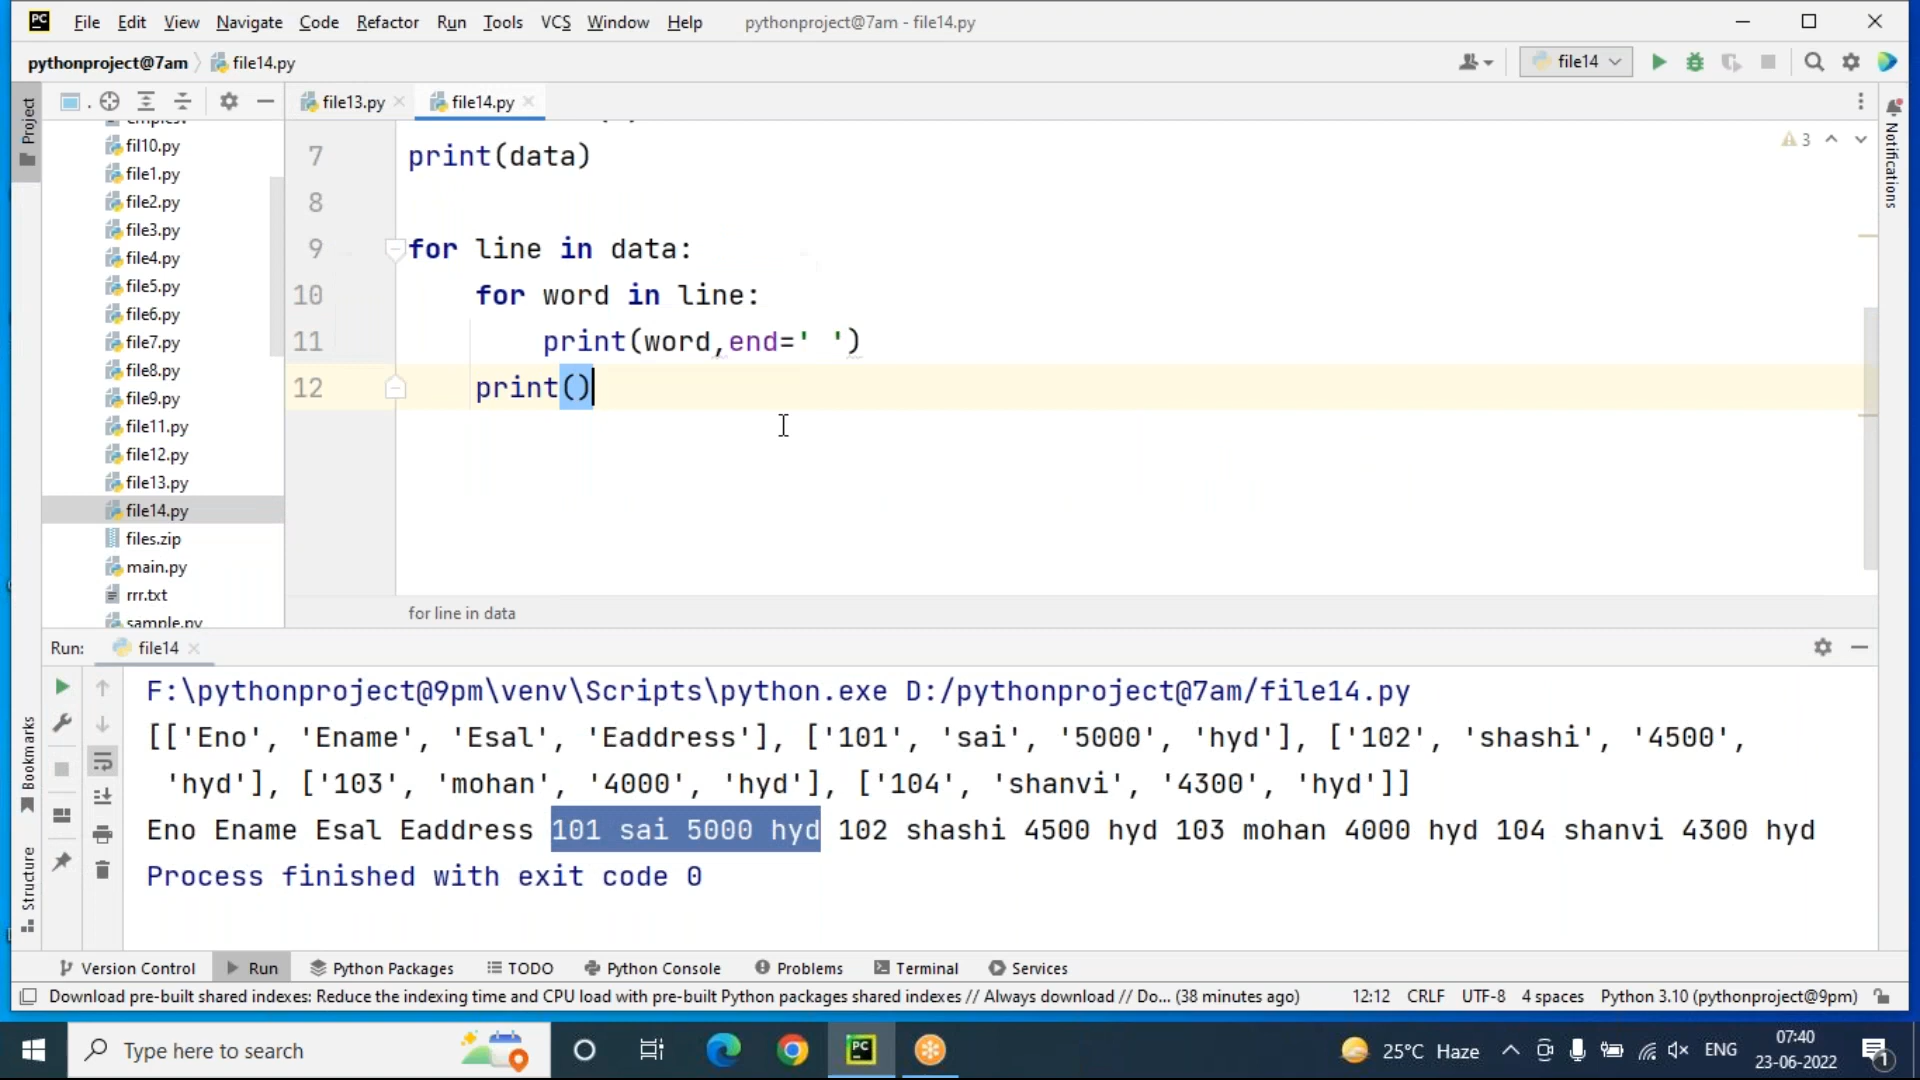 PC File Edit View Navigate Code Refactor Run Tools VCS Window Help pythonproject@7am - file14.py
pythonproject@7am file14.py file14
Project
file13.py file14.py
fil10.py
file1.py
file2.py
file3.py
file4.py
file5.py
file6.py
file7.py
file8.py
file9.py
file11.py
file12.py
file13.py
file14.py
files.zip
main.py
rrr.txt
sample.py
7 print(data)
8
9 for line in data:
10 for word in line:
11 print(word,end=' ')
12 print()
3
Notifications
for line in data
Run: file14
F:\pythonproject@9pm\venv\Scripts\python.exe D:/pythonproject@7am/file14.py
[['Eno', 'Ename', 'Esal', 'Eaddress'], ['101', 'sai', '5000', 'hyd'], ['102', 'shashi', '4500',
'hyd'], ['103', 'mohan', '4000', 'hyd'], ['104', 'shanvi', '4300', 'hyd']]
Eno Ename Esal Eaddress 101 sai 5000 hyd 102 shashi 4500 hyd 103 mohan 4000 hyd 104 shanvi 4300 hyd
Process finished with exit code 0
Bookmarks
Structure
Version Control Run Python Packages TODO Python Console Problems Terminal Services
Download pre-built shared indexes: Reduce the indexing time and CPU load with pre-built Python packages shared indexes // Always download // Do... (38 minutes ago) 12:12 CRLF UTF-8 4 spaces Python 3.10 (pythonproject@9pm)
Type here to search PC 25°C Haze ENG 07:40
23-06-2022 1